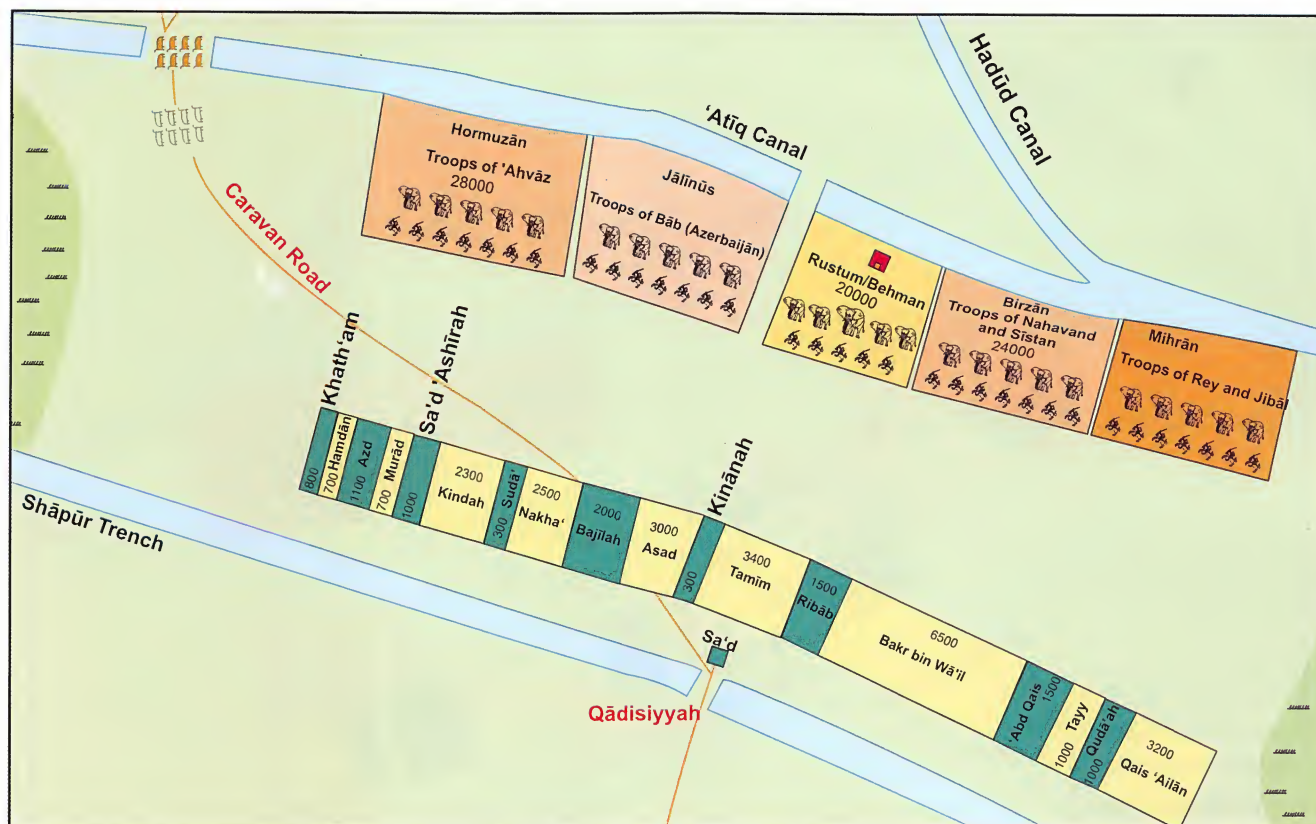 Hadūd Canal
'Atīq Canal
Hormuzān
Troops of 'Ahvāz
28000
Jālīnūs
Troops of Bāb (Azerbaijān)
Rustum/Behman
20000
Birzān
Troops of Nahavand
and Sīstan
24000
Mihrān
Troops of Rey and Jibāl
Caravan Road
Khath'am
800
700 Hamdān
1100 Azd
700 Murād
Sa'd 'Ashīrah
1000
2300
Kindah
300 Sudā'
2500
Nakha'
2000
Bajīlah
3000
Asad
Kinānah
300
3400
Tamīm
1500
Ribāb
6500
Bakr bin Wā'il
'Abd Qais
1500
1000 Tayy
1000 Qudā'ah
3200
Qais 'Ailān
Shāpūr Trench
Sa'd
Qādisiyyah